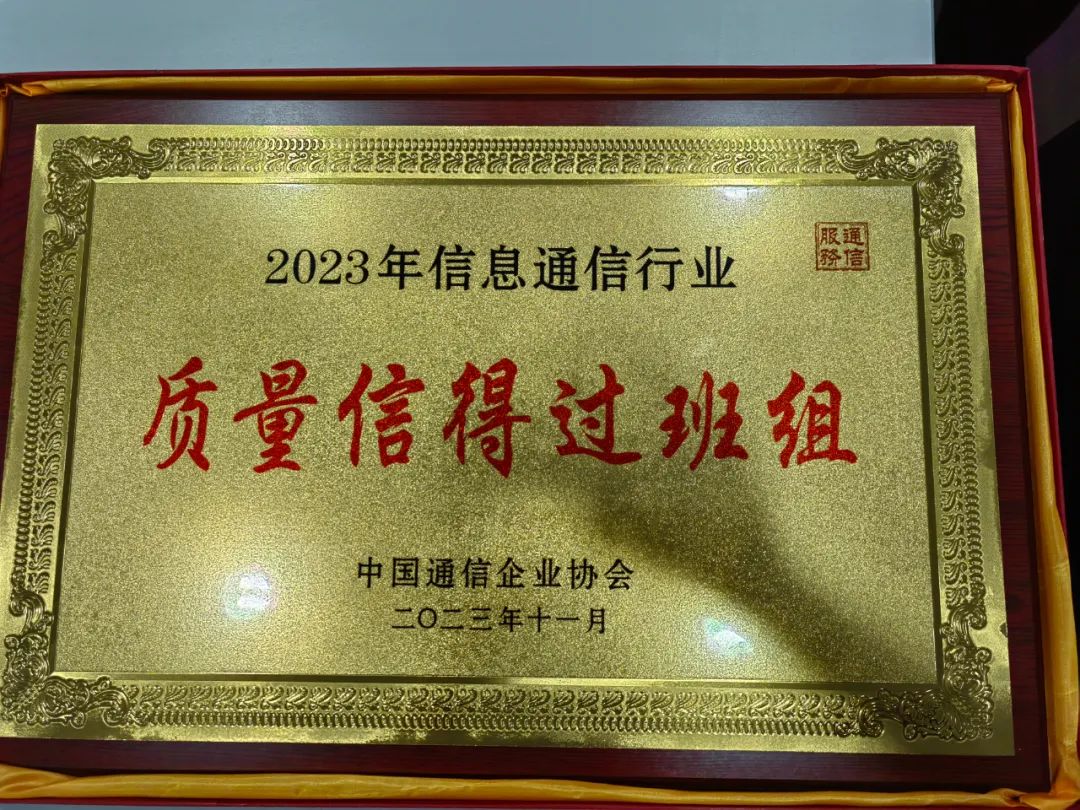 2023年信息通信行业
通信
服務
质量信得过班组
中国通信企业协会
二〇二三年十一月